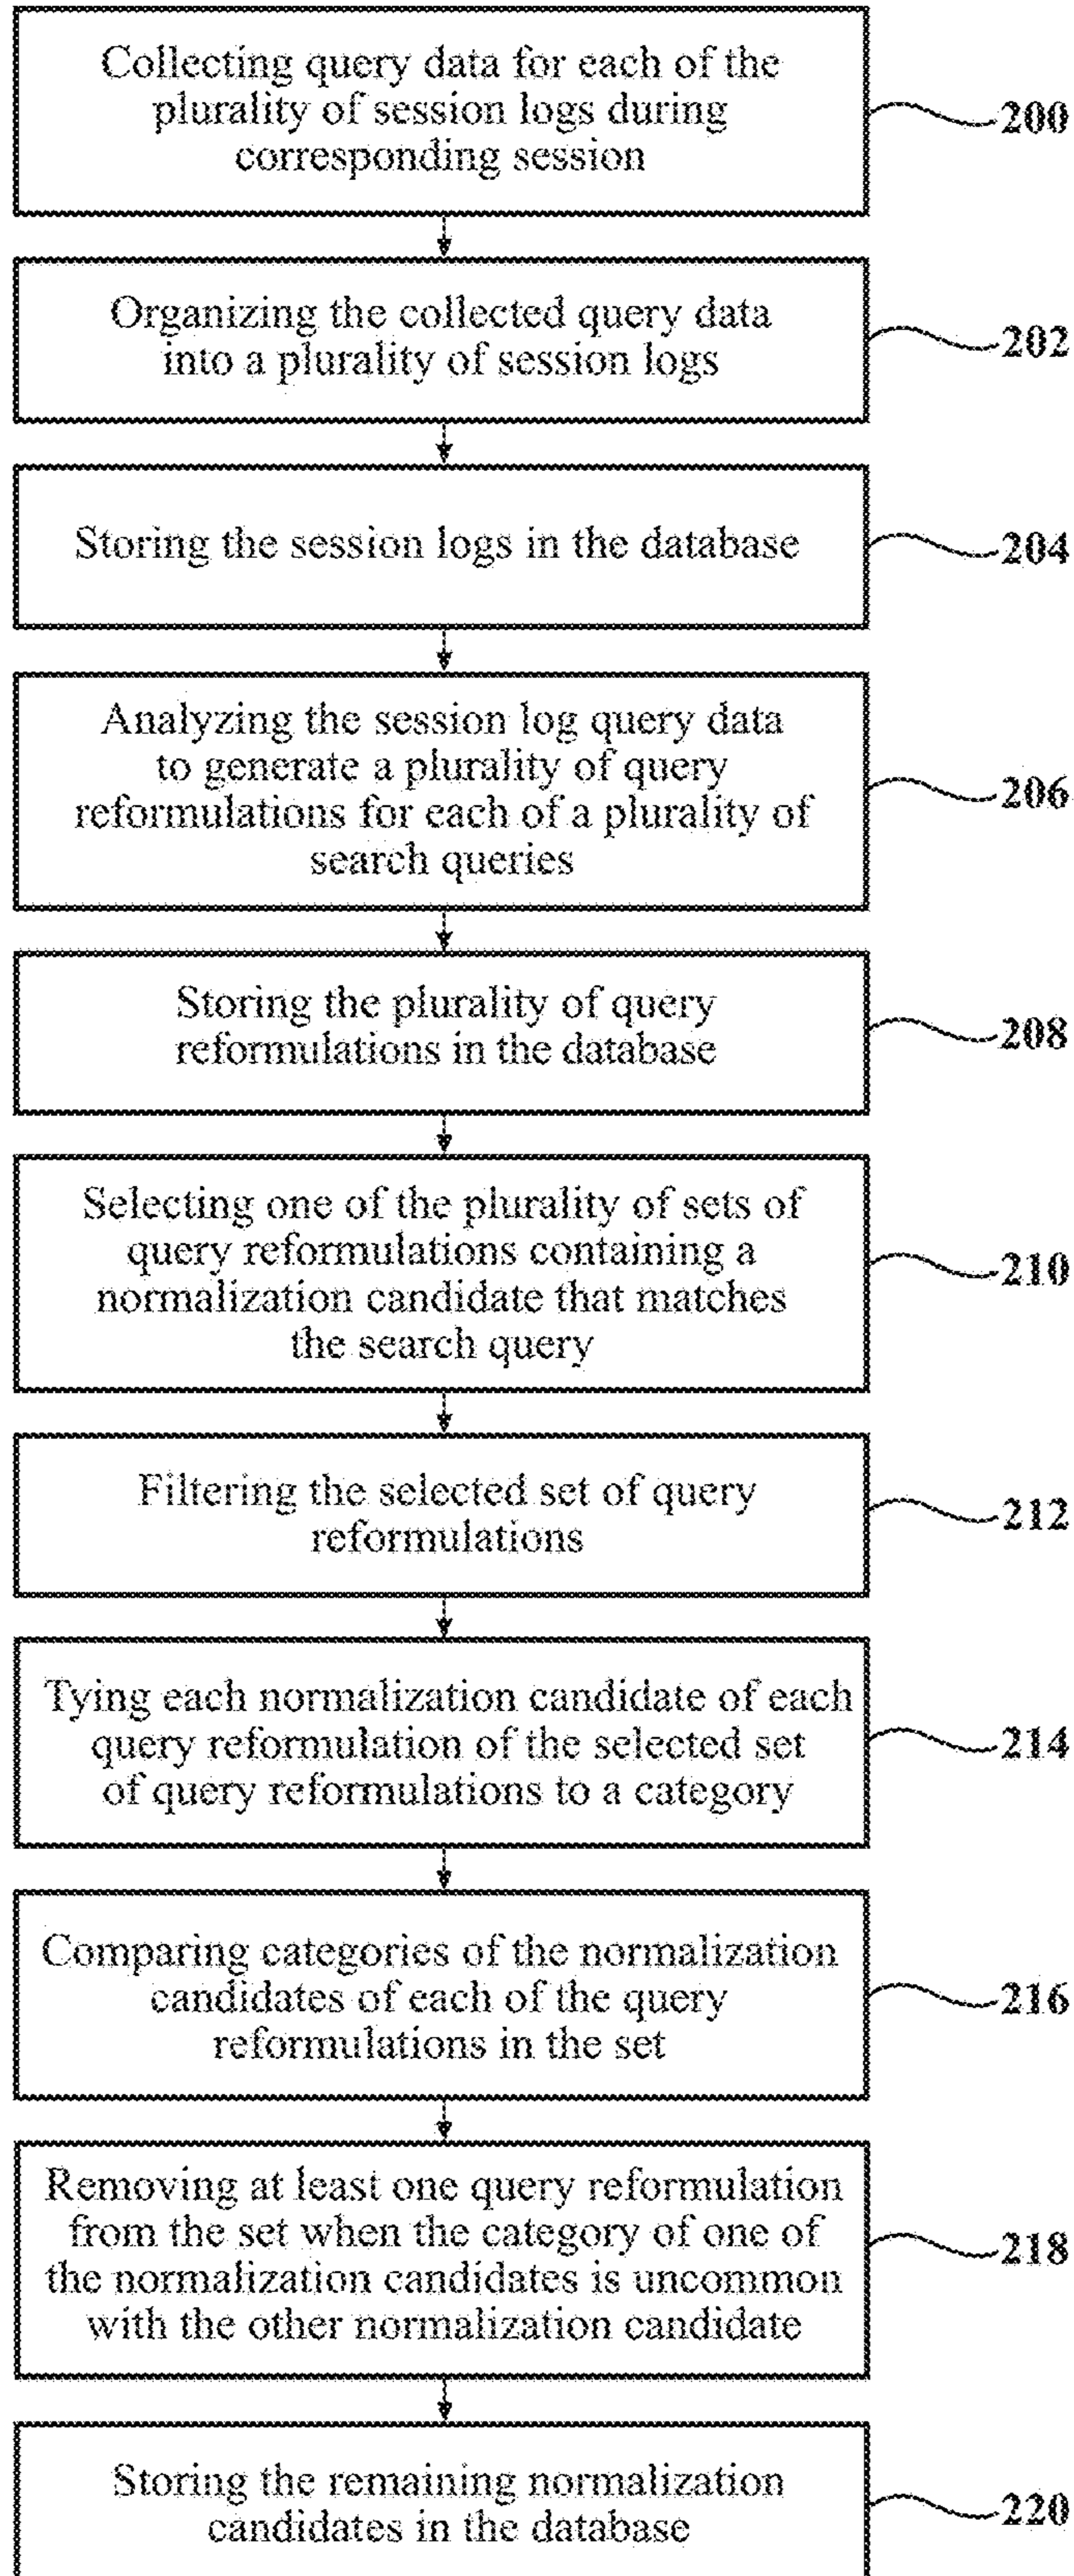 Collecting query data for each of the
plurality of session logs during
corresponding session
200
Organizing the collected query data
into a plurality of session logs
202
Storing the session logs in the database
204
Analyzing the session log query data
to generate a plurality of query
reformulations for each of a plurality of
search queries
206
Storing the plurality of query
reformulations in the database
208
Selecting one of the plurality of sets of
query reformulations containing a
normalization candidate that matches
the search query
210
Filtering the selected set of query
reformulations
212
Tying each normalization candidate of each
query reformulation of the selected set
of query reformulations to a category
214
Comparing categories of the normalization
candidates of each of the query
reformulations in the set
216
Removing at least one query reformulation
from the set when the category of one of
the normalization candidates is uncommon
with the other normalization candidate
218
Storing the remaining normalization
candidates in the database
220